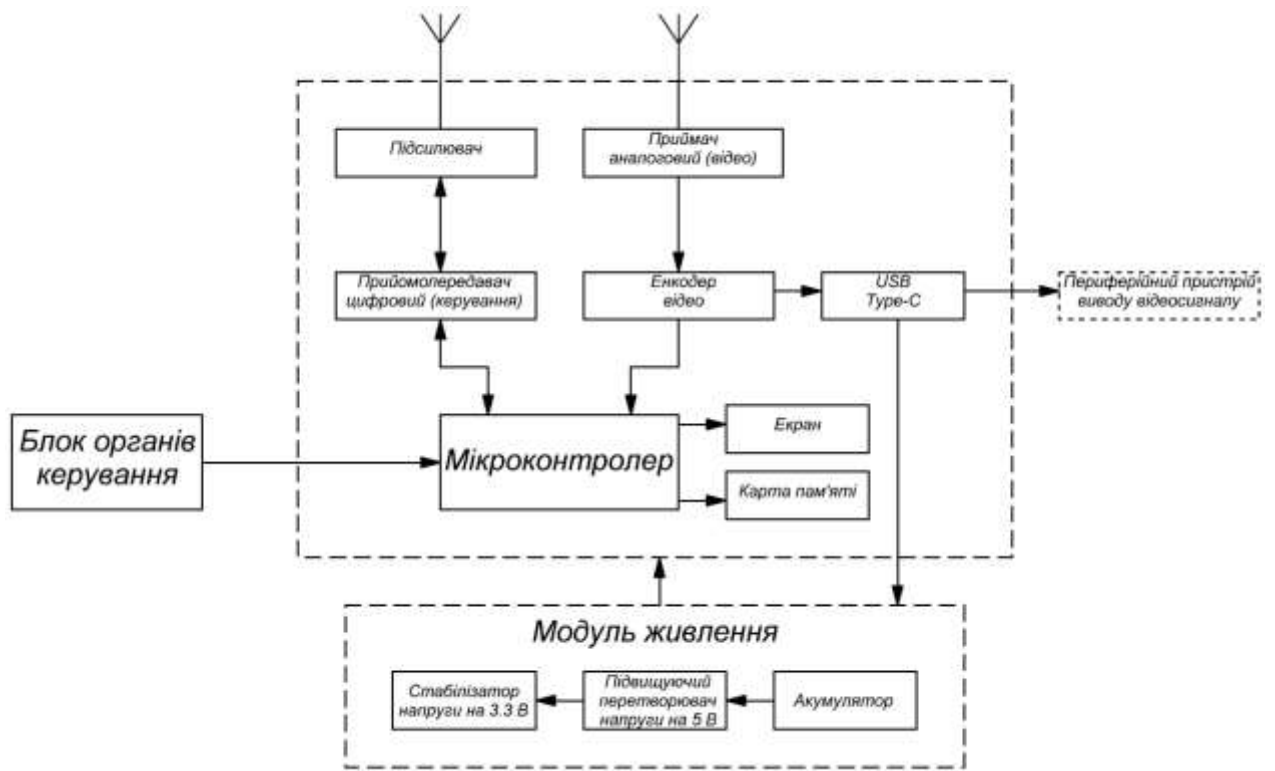 Підсилювач
Приймач
аналоговий (відео)
Прийомопередавач
цифровий (керування)
Енкодер
відео
USB
Type-C
Периферійний пристрій
виводу відеосигналу
Блок органів
керування
Мікроконтролер
Екран
Карта пам'яті
Модуль живлення
Стабілізатор
напруги на 3.3 В
Підвищуючий
перетворювач
напруги на 5 В
Акумулятор